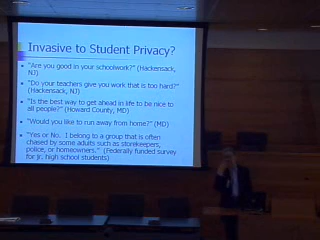 Invasive to Student Privacy?
"Are you good in your schoolwork?" (Hackensack,
NJ)
"Do your teachers give you work that is too hard?"
(Hackensack, NJ)
"Is the best way to get ahead in life to be nice to
all people?" (Howard County, MD)
"Would you like to run away from home?" (MD)
"Yes or No. I belong to a group that is often
chased by some adults such as storekeepers,
police, or homeowners." (Federally funded survey
for jr. high school students)